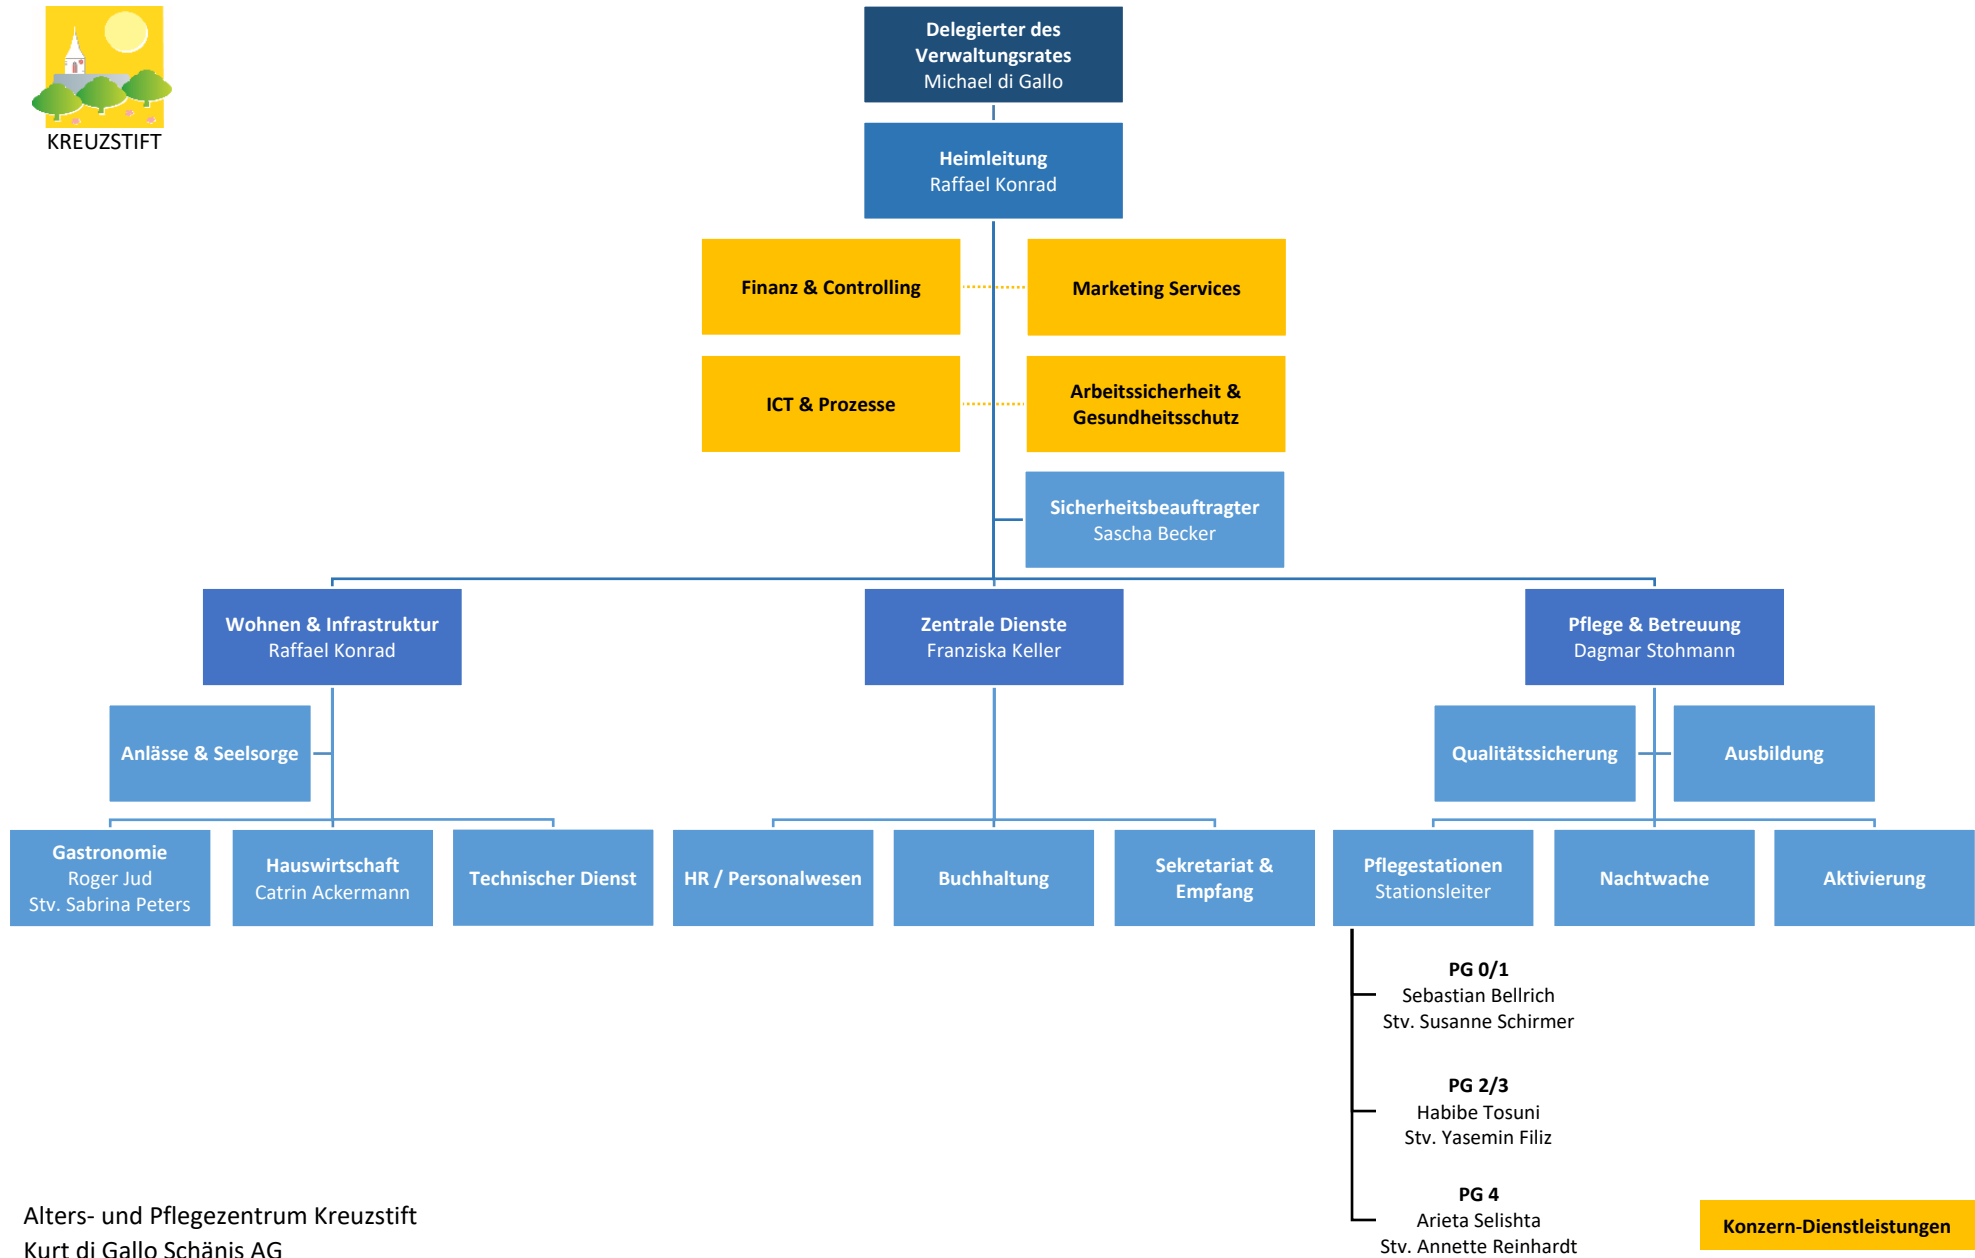 KREUZSTIFT
Delegierter des
Verwaltungsrates
Michael di Gallo
Heimleitung
Raffael Konrad
Finanz & Controlling
Marketing Services
ICT & Prozesse
Arbeitssicherheit &
Gesundheitsschutz
Sicherheitsbeauftragter
Sascha Becker
Wohnen & Infrastruktur
Raffael Konrad
Zentrale Dienste
Franziska Keller
Pflege & Betreuung
Dagmar Stohmann
Anlässe & Seelsorge
Qualitätssicherung
Ausbildung
Gastronomie
Roger Jud
Stv. Sabrina Peters
Hauswirtschaft
Catrin Ackermann
Technischer Dienst
HR / Personalwesen
Buchhaltung
Sekretariat &
Empfang
Pflegestationen
Stationsleiter
Nachtwache
Aktivierung
PG 0/1
Sebastian Bellrich
Stv. Susanne Schirmer
PG 2/3
Habibe Tosuni
Stv. Yasemin Filiz
PG 4
Arieta Selishta
Stv. Annette Reinhardt
Alters- und Pflegezentrum Kreuzstift
Kurt di Gallo Schänis AG
Konzern-Dienstleistungen